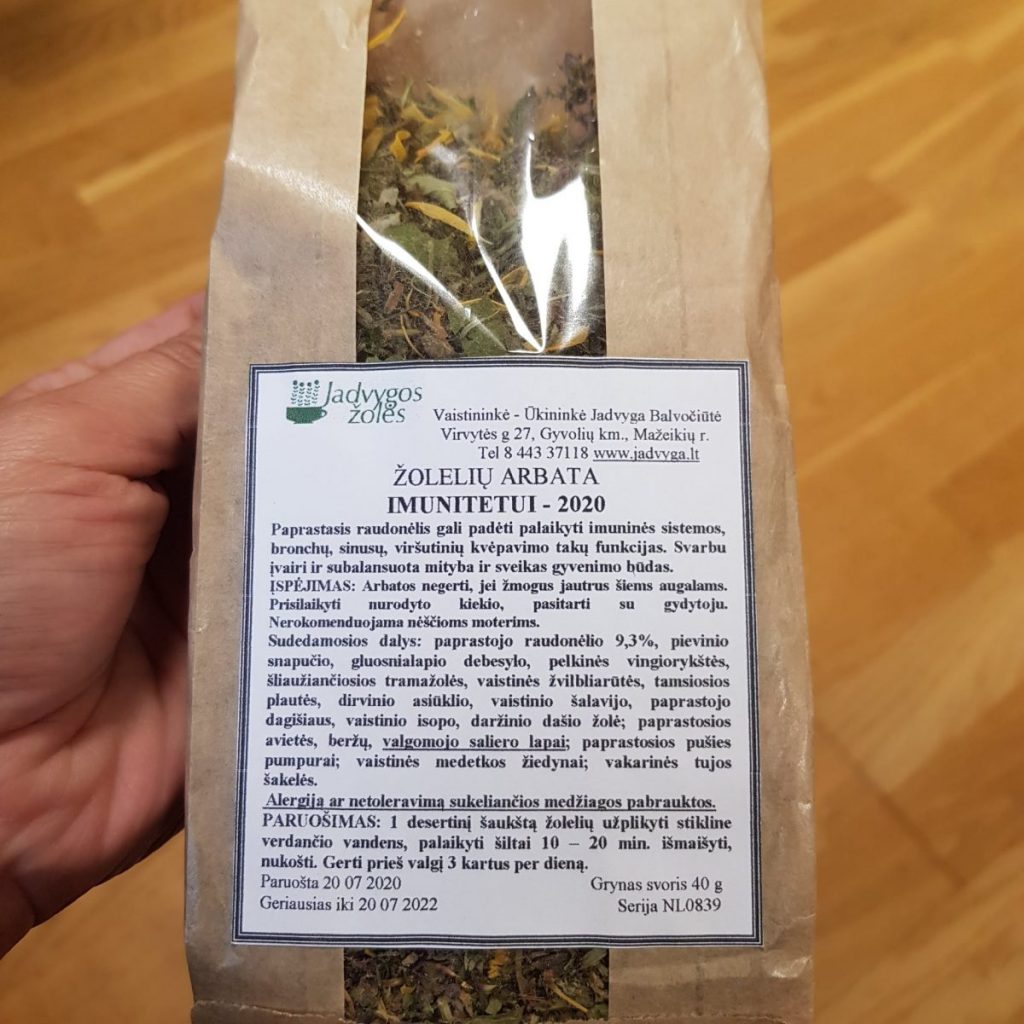 Jadvygos
žolės
Vaistininkė - Ūkininkė Jadvyga Balvočiūtė
Virvytės g 27, Gyvolių km., Mažeikių r.
Tel 8 443 37118 www.jadvyga.lt
ŽOLELIŲ ARBATA
IMUNITETUI - 2020
Paprastasis raudonėlis gali padėti palaikyti imuninės sistemos,
bronchų, sinusų, viršutinių kvėpavimo takų funkcijas. Svarbu
įvairi ir subalansuota mityba ir sveikas gyvenimo būdas.
ĮSPĖJIMAS: Arbatos negerti, jei žmogus jautrus šiems augalams.
Prisilaikyti nurodyto kiekio, pasitarti su gydytoju.
Nerokomenduojama nėščioms moterims.
Sudedamosios dalys: paprastojo raudonėlio 9,3%, pievinio
snapučio, gluosnialapio debesylo, pelkinės vingiorykštės,
šliaužiančiosios tramažolės, vaistinės žvilbliarūtės, tamsiosios
plautės, dirvinio asiūklio, vaistinio šalavijo, paprastojo
dagišiaus, vaistinio isopo, daržinio dašio žolė; paprastosios
avietės, beržų, valgomojo saliero lapai; paprastosios pušies
pumpurai; vaistinės medetkos žiedynai; vakarinės tujos
šakelės.
Alergiją ar netoleravimą sukeliančios medžiagos pabrauktos.
PARUOŠIMAS: 1 desertinį šaukštą žolelių užplikyti stikline
verdančio vandens, palaikyti šiltai 10 – 20 min. išmaišyti,
nukošti. Gerti prieš valgį 3 kartus per dieną.
Paruošta 20 07 2020 Grynas svoris 40 g
Geriausias iki 20 07 2022 Serija NL0839